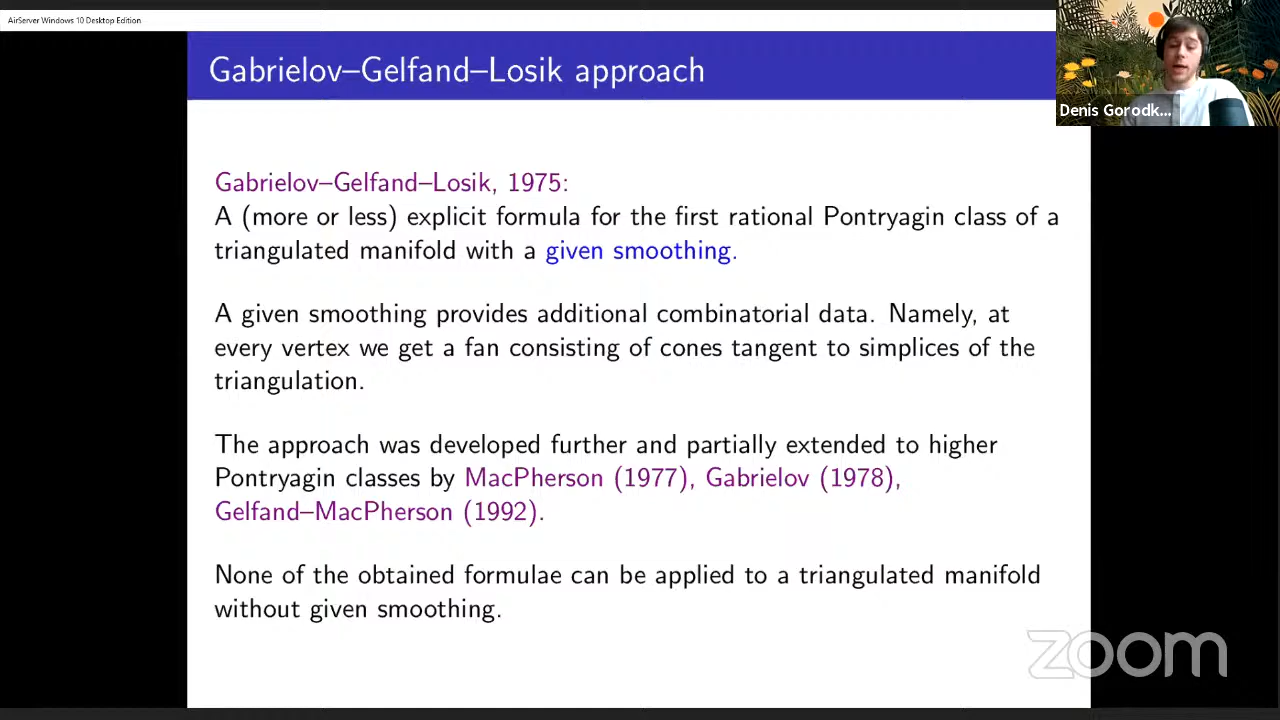 AirServer Windows 10 Desktop Edition
Gabrielov–Gelfand–Losik approach
Denis Gorodk...
Gabrielov–Gelfand–Losik, 1975:
A (more or less) explicit formula for the first rational Pontryagin class of a
triangulated manifold with a given smoothing.
A given smoothing provides additional combinatorial data. Namely, at
every vertex we get a fan consisting of cones tangent to simplices of the
triangulation.
The approach was developed further and partially extended to higher
Pontryagin classes by MacPherson (1977), Gabrielov (1978),
Gelfand–MacPherson (1992).
None of the obtained formulae can be applied to a triangulated manifold
without given smoothing.
zoom